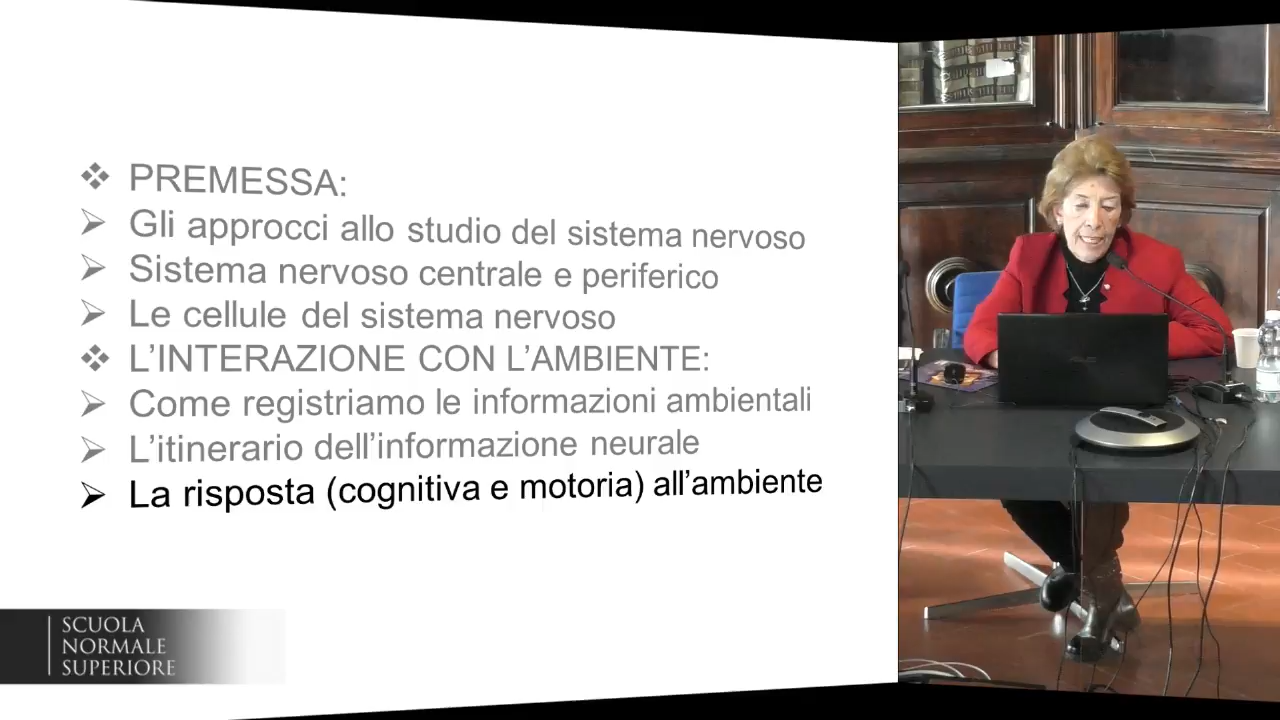 ❖ PREMESSA:
➢ Gli approcci allo studio del sistema nervoso
➢ Sistema nervoso centrale e periferico
➢ Le cellule del sistema nervoso
❖ L'INTERAZIONE CON L'AMBIENTE:
➢ Come registriamo le informazioni ambientali
➢ L'itinerario dell'informazione neurale
➢ La risposta (cognitiva e motoria) all'ambiente
SCUOLA
NORMALE
SUPERIORE